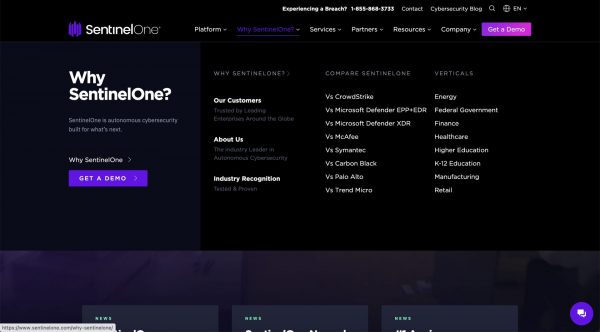 Experiencing a Breach? 1-855-868-3733 Contact Cybersecurity Blog EN
SentinelOne Platform Why SentinelOne? Services Partners Resources Company Get a Demo
Why
SentinelOne?
SentinelOne is autonomous cybersecurity
built for what's next.
Why SentinelOne
GET A DEMO
WHY SENTINELONE?
Our Customers
Trusted by Leading
Enterprises Around the Globe
About Us
The Industry Leader in
Autonomous Cybersecurity
Industry Recognition
Tested & Proven
COMPARE SENTINELONE
Vs CrowdStrike
Vs Microsoft Defender EPP+EDR
Vs Microsoft Defender XDR
Vs McAfee
Vs Symantec
Vs Carbon Black
Vs Palo Alto
Vs Trend Micro
VERTICALS
Energy
Federal Government
Finance
Healthcare
Higher Education
K-12 Education
Manufacturing
Retail
NEWS
NEWS
NEWS
https://www.sentinelone.com/why-sentinelone/